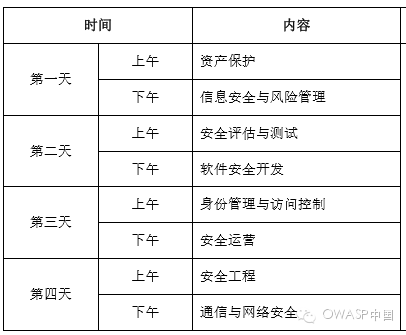 时间 内容
第一天 上午 资产保护
下午 信息安全与风险管理
第二天 上午 安全评估与测试
下午 软件安全开发
第三天 上午 身份管理与访问控制
下午 安全运营
第四天 上午 安全工程
下午 通信与网络安全
OWASP中国